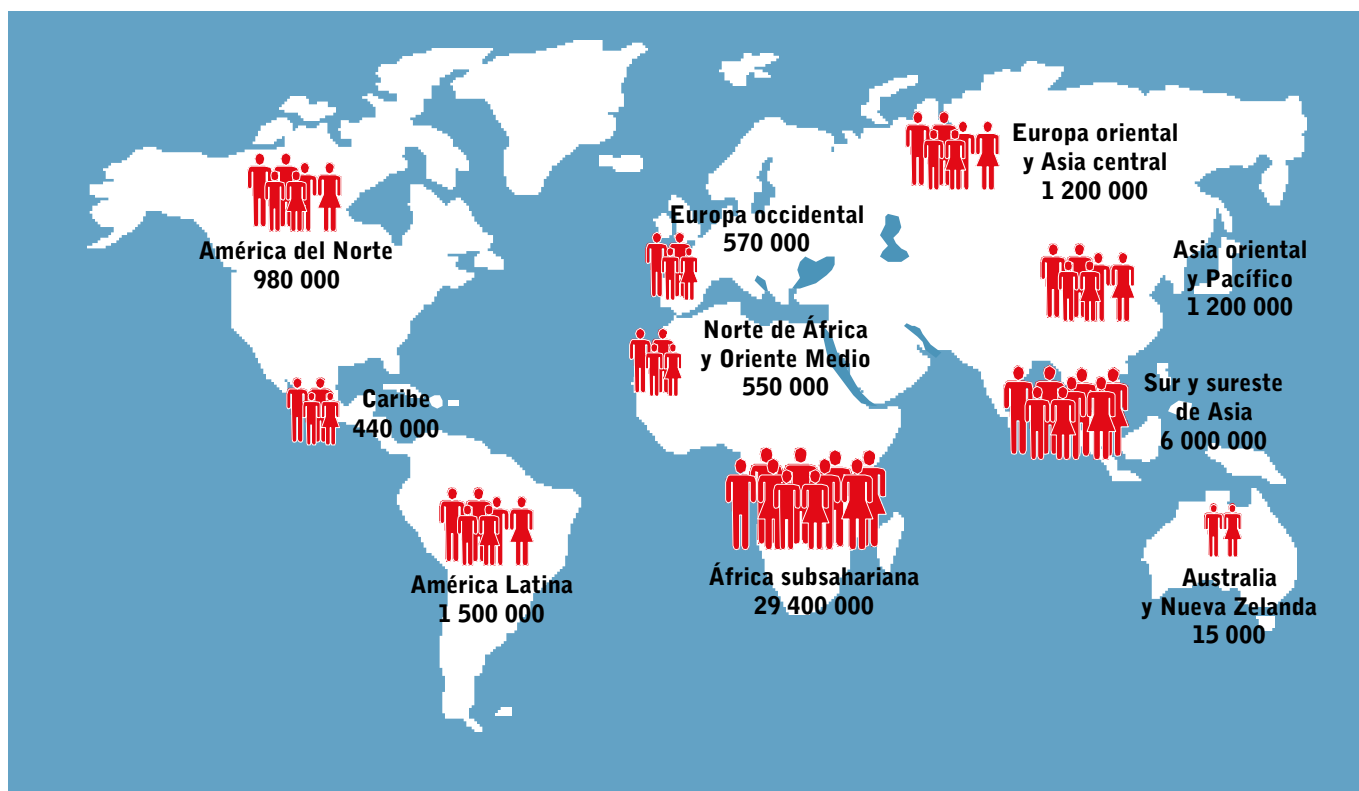 América del Norte
980 000
Caribe
440 000
América Latina
1 500 000
Europa occidental
570 000
Norte de África
y Oriente Medio
550 000
África subsahariana
29 400 000
Europa oriental
y Asia central
1 200 000
Asia oriental
y Pacífico
1 200 000
Sur y sureste
de Asia
6 000 000
Australia
y Nueva Zelanda
15 000